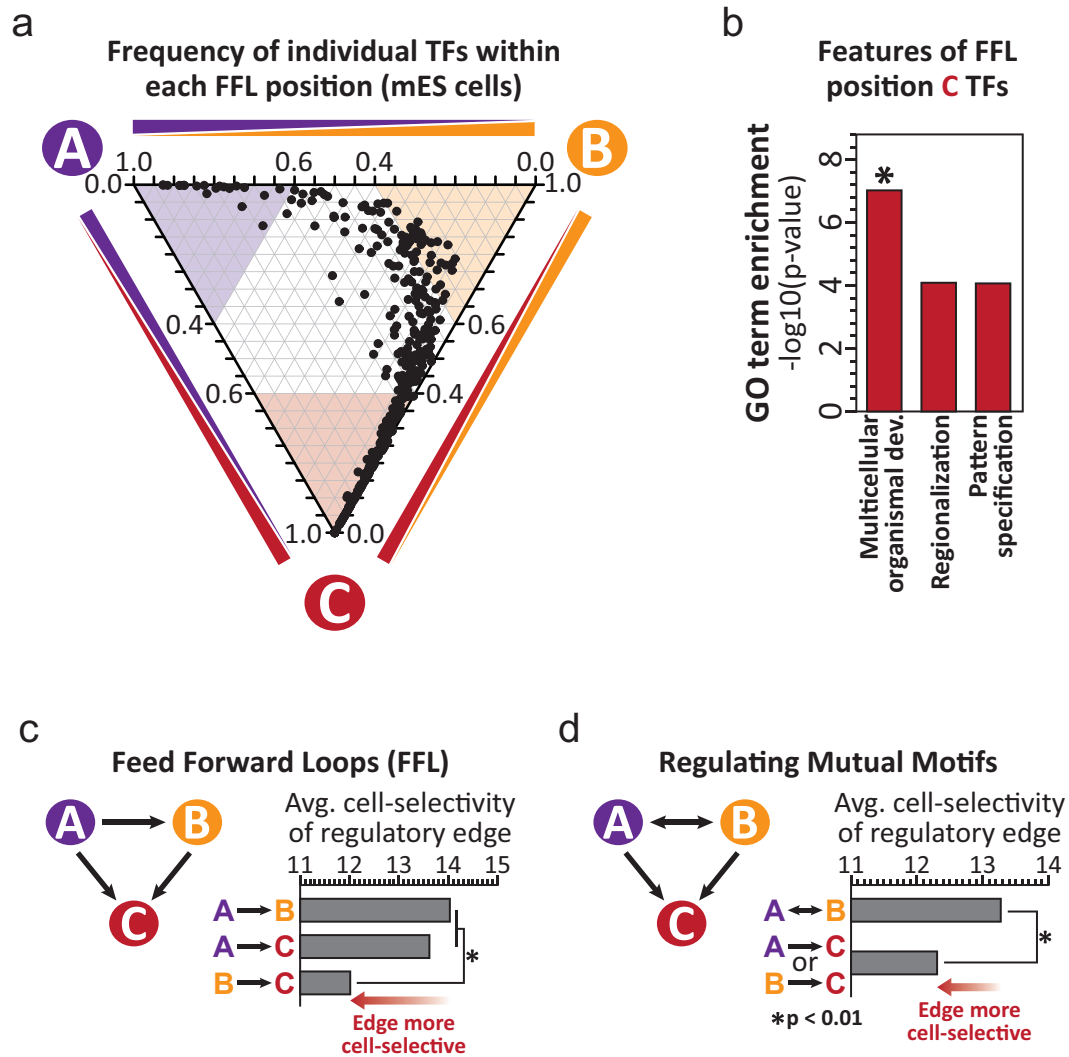 a
Frequency of individual TFs within
each FFL position (mES cells)
A
B
1.0
0.6
0.4
0.0
0.0
1.0
0.4
0.6
0.6
0.4
1.0
0.0
C
b
Features of FFL
position C TFs
GO term enrichment
-log10(p-value)
8
6
4
2
0
*
Multicellular
organismal dev.
Regionalization
Pattern
specification
c
Feed Forward Loops (FFL)
A
B
C
Avg. cell-selectivity
of regulatory edge
11 12 13 14 15
A B
A C
B C
*
Edge more
cell-selective
d
Regulating Mutual Motifs
A
B
C
Avg. cell-selectivity
of regulatory edge
11 12 13 14
A B
A C
or
B C
*
*p < 0.01
Edge more
cell-selective